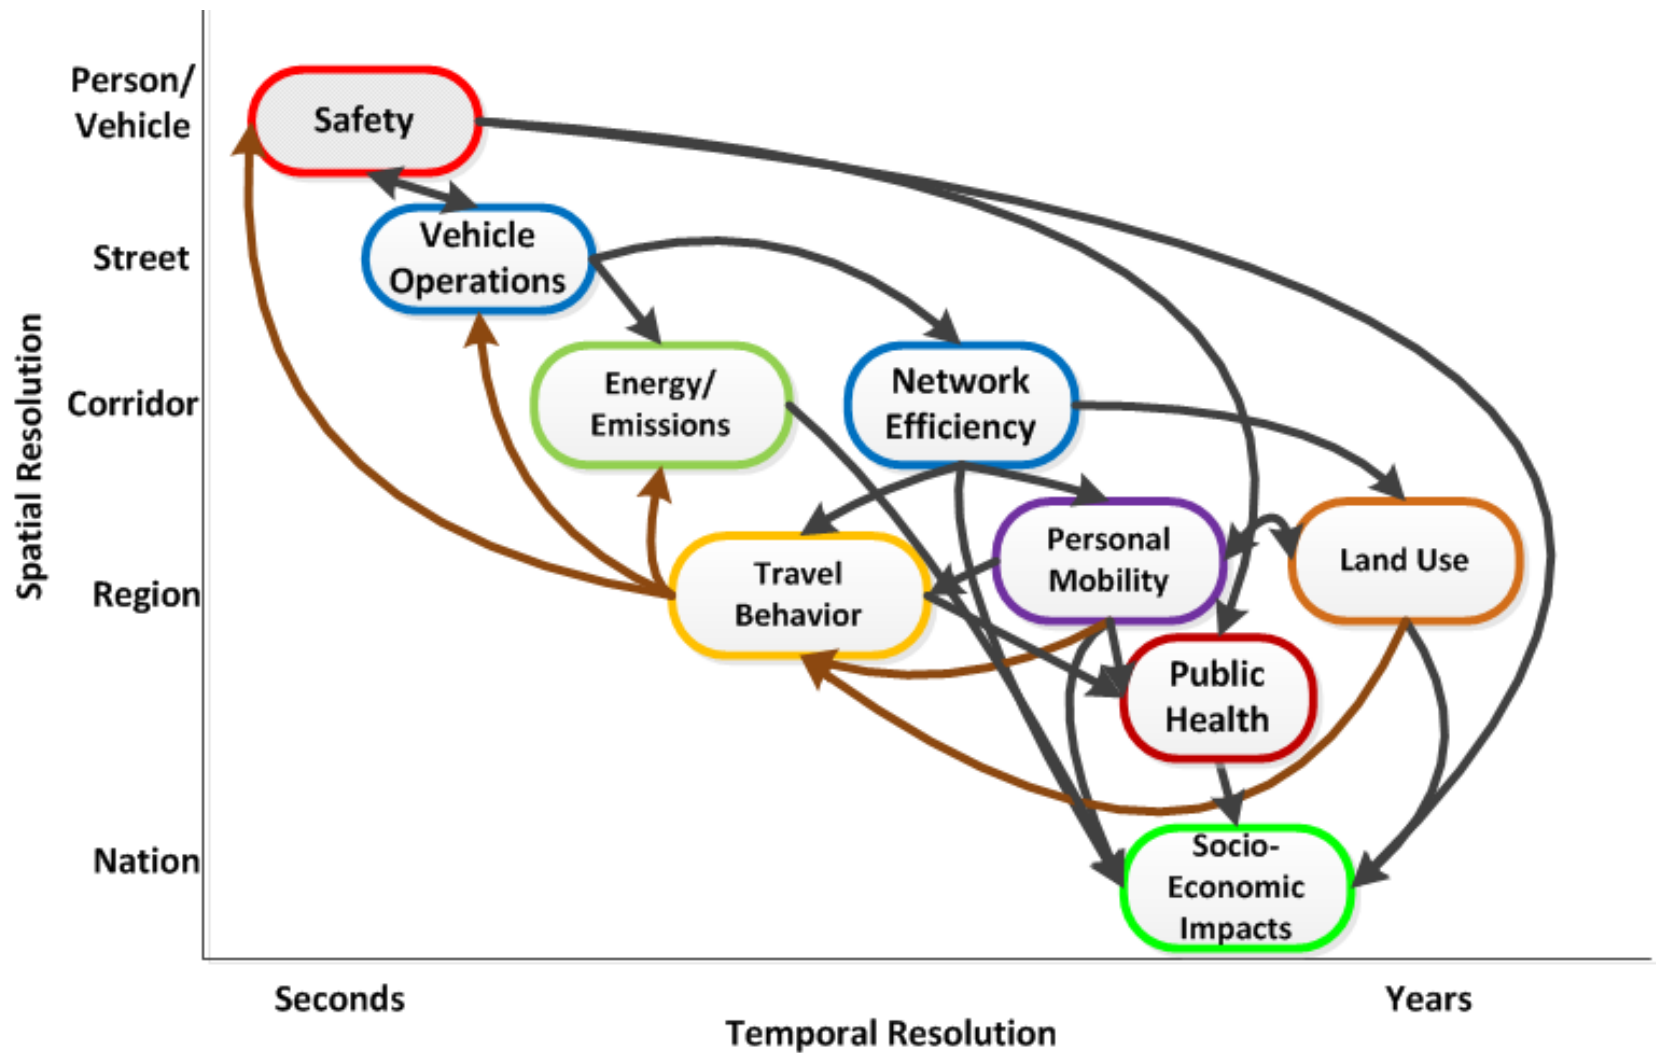 Person/
Vehicle
Safety
Street
Vehicle
Operations
Corridor
Energy/
Emissions
Network
Efficiency
Spatial Resolution
Region
Travel
Behavior
Personal
Mobility
Land Use
Public
Health
Nation
Socio-
Economic
Impacts
Seconds
Years
Temporal Resolution